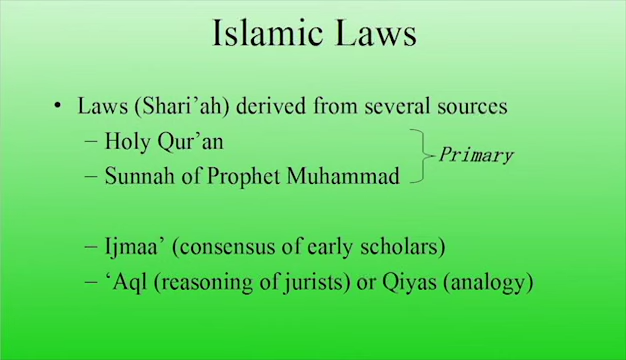 Islamic Laws
• Laws (Shari’ah) derived from several sources
– Holy Qur’an
– Sunnah of Prophet Muhammad
Primary
– Ijmaa’ (consensus of early scholars)
– ‘Aql (reasoning of jurists) or Qiyas (analogy)